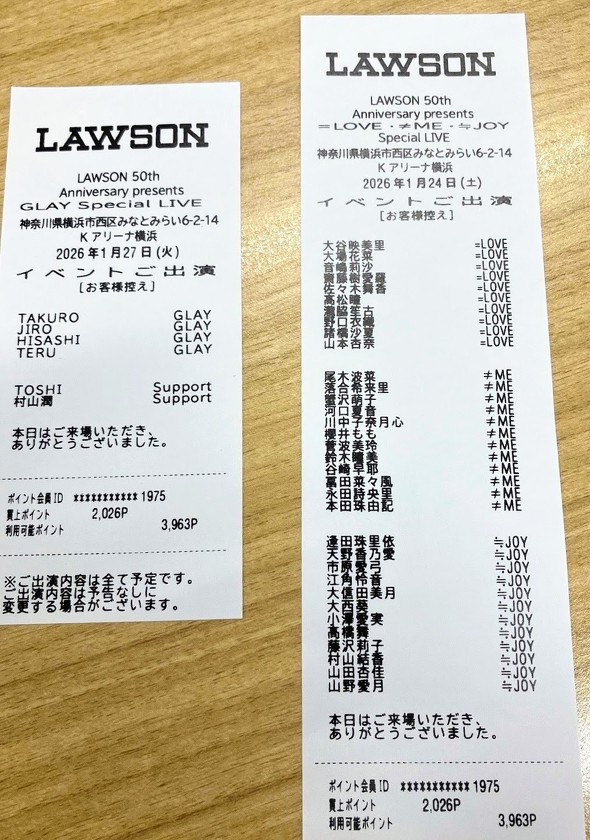 LAWSON
LAWSON 50th
Anniversary presents
GLAY Special LIVE
神奈川県横浜市西区みなとみらい6-2-14
K アリーナ横浜
2026 年1月27日(火)
イベントご出演
[お客様控え]
TAKURO GLAY
JIRO GLAY
HISASHI GLAY
TERU GLAY
TOSHI Support
村山潤 Support
本日はご来場いただき、
ありがとうございました。
ポイント会員ID ***********1975
買上ポイント 2,026P
利用可能ポイント 3,963P
※ご出演内容は全て予定です。
ご出演内容は予告なしに
変更する場合がございます。
LAWSON
LAWSON 50th
Anniversary presents
=LOVE・≠ME・≒JOY
Special LIVE
神奈川県横浜市西区みなとみらい6-2-14
K アリーナ横浜
2026 年1月24日(土)
イベントご出演
[お客様控え]
大谷映美里 =LOVE
大場花菜 =LOVE
音嶋莉沙 =LOVE
齋藤樹愛羅 =LOVE
佐々木舞香 =LOVE
髙松瞳 =LOVE
瀧脇笙古 =LOVE
野口衣織 =LOVE
諸橋沙夏 =LOVE
山本杏奈 =LOVE
尾木波菜 ≠ME
落合希来里 ≠ME
蟹沢萌子 ≠ME
河口夏音 ≠ME
川中子奈月心 ≠ME
櫻井もも ≠ME
菅波美玲 ≠ME
鈴木瞳美 ≠ME
谷崎早耶 ≠ME
冨田菜々風 ≠ME
永田詩央里 ≠ME
本田珠由記 ≠ME
逢田珠里依 ≒JOY
天野香乃愛 ≒JOY
市原愛弓 ≒JOY
江角怜音 ≒JOY
大信田美月 ≒JOY
大西葵 ≒JOY
小澤愛実 ≒JOY
髙橋舞 ≒JOY
藤沢莉子 ≒JOY
村山結香 ≒JOY
山田杏佳 ≒JOY
山野愛月 ≒JOY
本日はご来場いただき、
ありがとうございました。
ポイント会員ID ***********1975
買上ポイント 2,026P
利用可能ポイント 3,963P